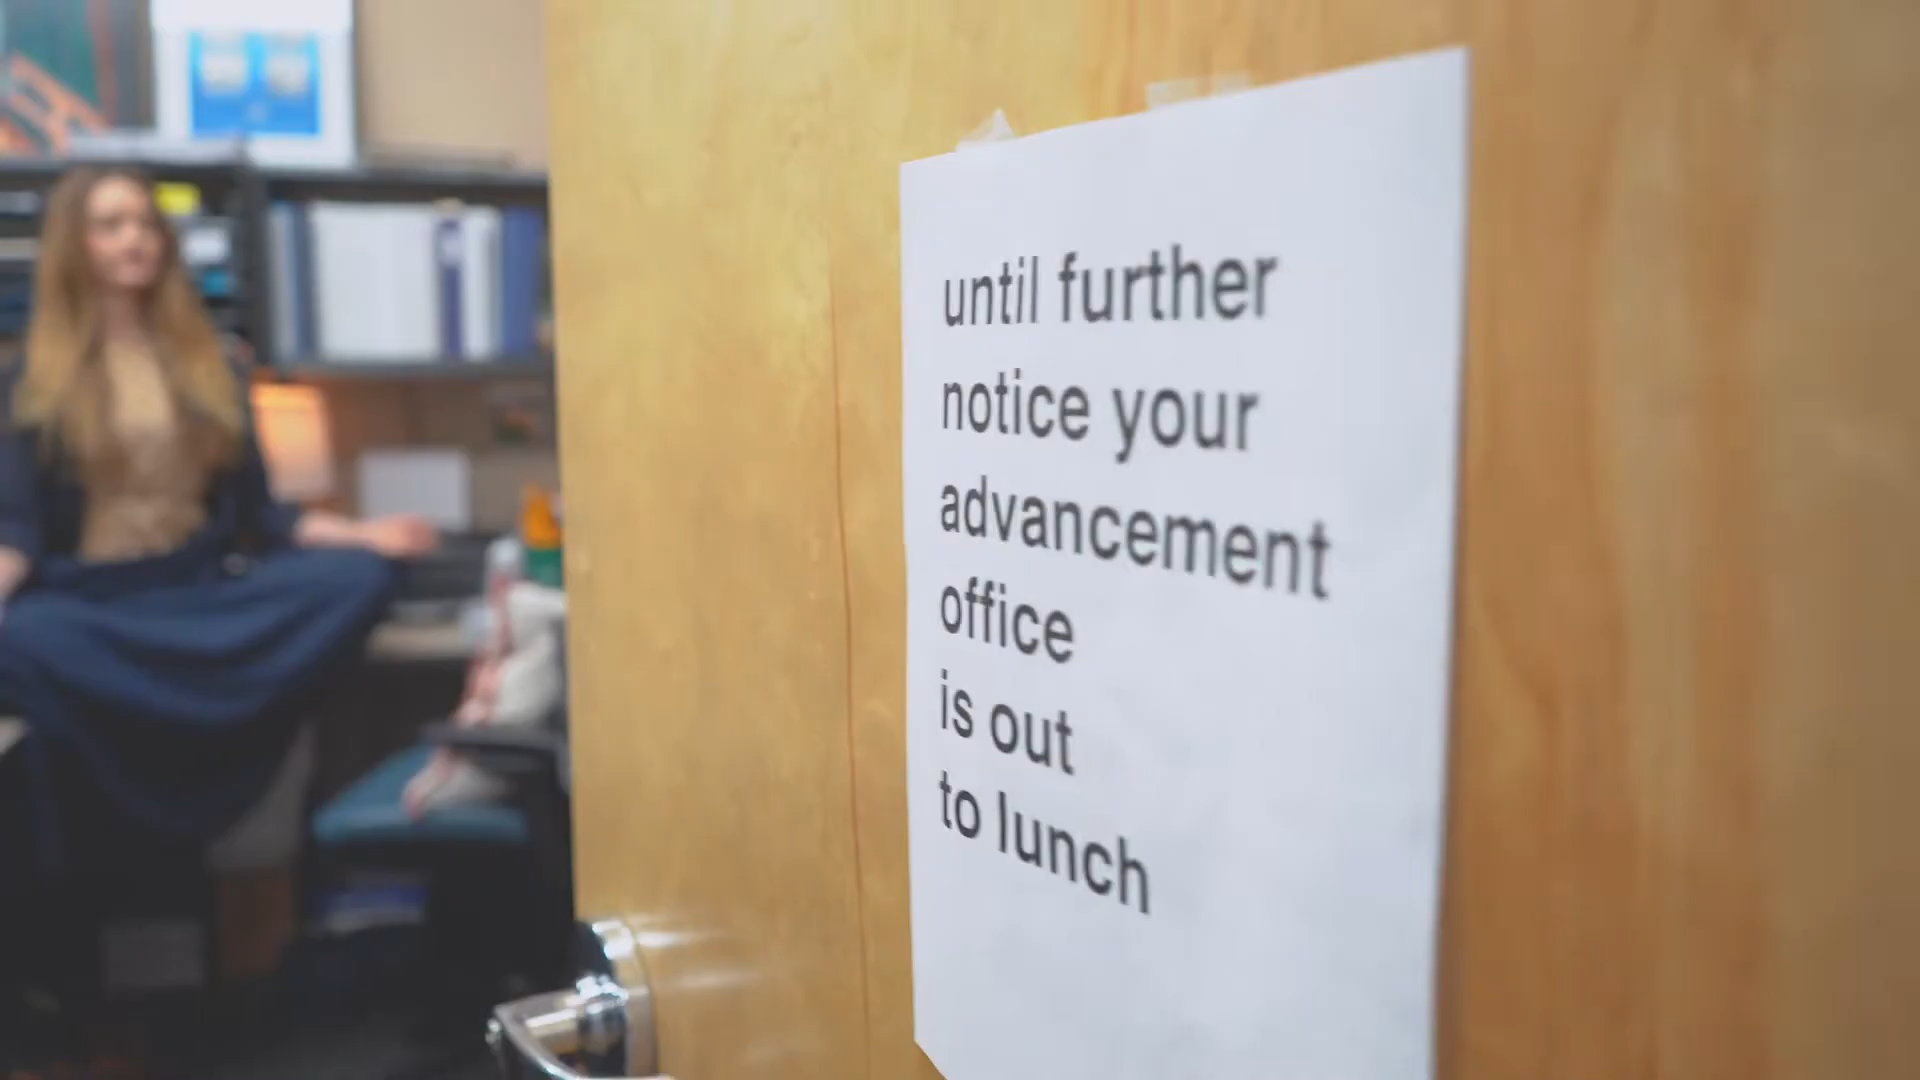 until further
notice your
advancement
office
is out
to lunch